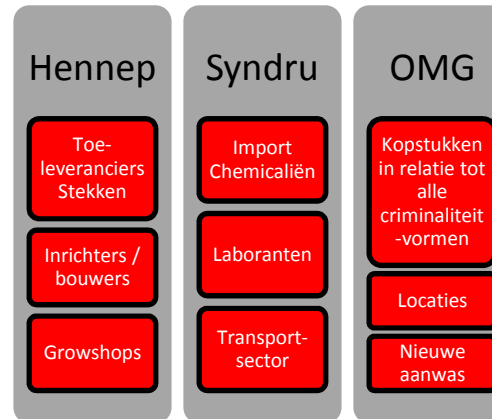 Hennep
Toe-
leveranciers
Stekken
Inrichters /
bouwers
Growshops
Syndru
Import
Chemicaliën
Laboranten
Transport-
sector
OMG
Kopstukken
in relatie tot
alle
criminaliteit
-vormen
Locaties
Nieuwe
aanwas